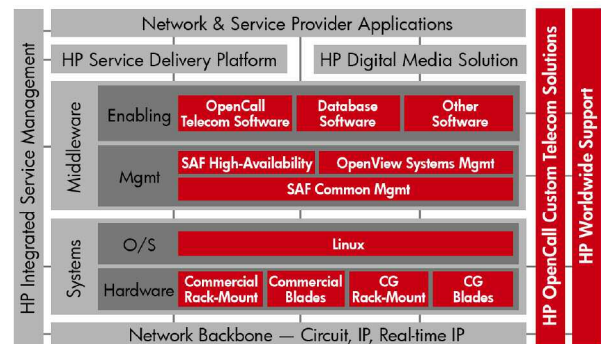 Network & Service Provider Applications
HP Service Delivery Platform
HP Digital Media Solution
HP Integrated Service Management
Middleware
Enabling
OpenCall
Telecom Software
Database
Software
Other
Software
Mgmt
SAF High-Availability
OpenView Systems Mgmt
SAF Common Mgmt
Systems
O/S
Linux
Hardware
Commercial
Rack-Mount
Commercial
Blades
CG
Rack-Mount
CG
Blades
Network Backbone — Circuit, IP, Real-time IP
HP OpenCall Custom Telecom Solutions
HP Worldwide Support